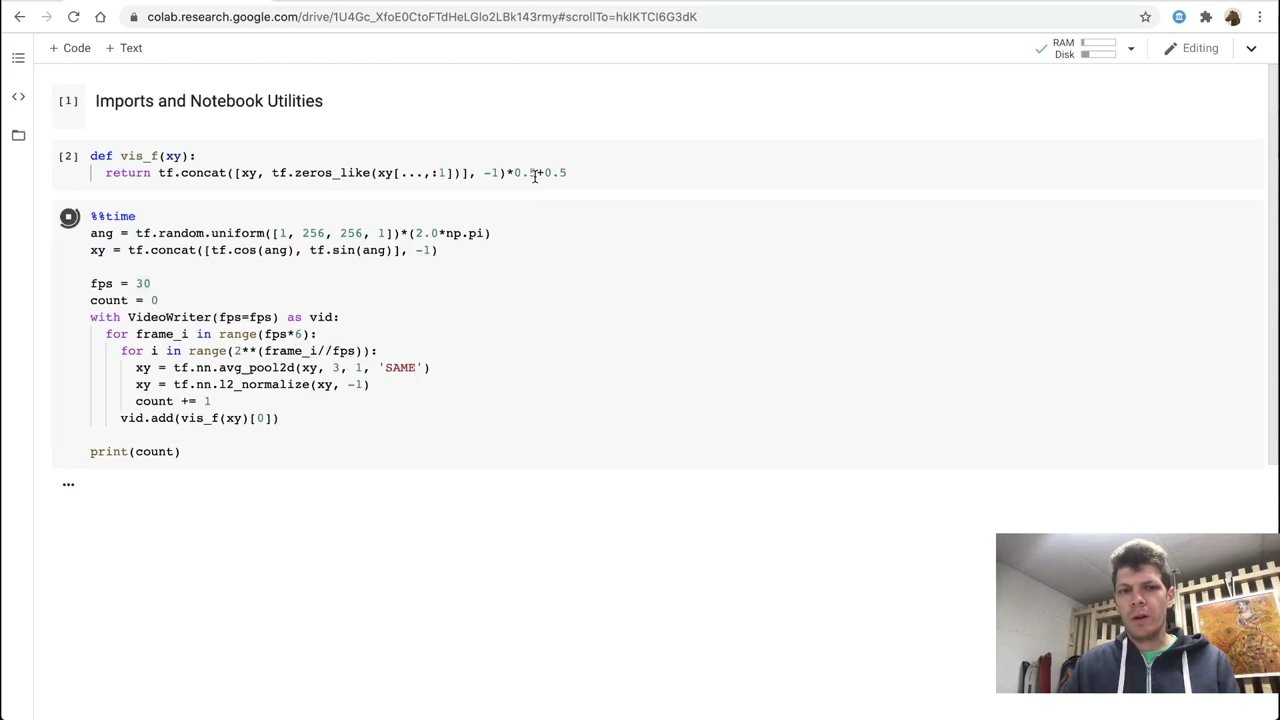 colab.research.google.com/drive/1U4Gc_XfoE0CtoFTdHeLGlo2LBk143rmy#scrollTo=hklKTCl6G3dK
+ Code + Text
RAM
Disk
Editing
[1] Imports and Notebook Utilities
[2] def vis_f(xy):
return tf.concat([xy, tf.zeros_like(xy[...,:1])], -1)*0.5+0.5
%%time
ang = tf.random.uniform([1, 256, 256, 1])*(2.0*np.pi)
xy = tf.concat([tf.cos(ang), tf.sin(ang)], -1)
fps = 30
count = 0
with VideoWriter(fps=fps) as vid:
for frame_i in range(fps*6):
for i in range(2**(frame_i//fps)):
xy = tf.nn.avg_pool2d(xy, 3, 1, 'SAME')
xy = tf.nn.l2_normalize(xy, -1)
count += 1
vid.add(vis_f(xy)[0])
print(count)